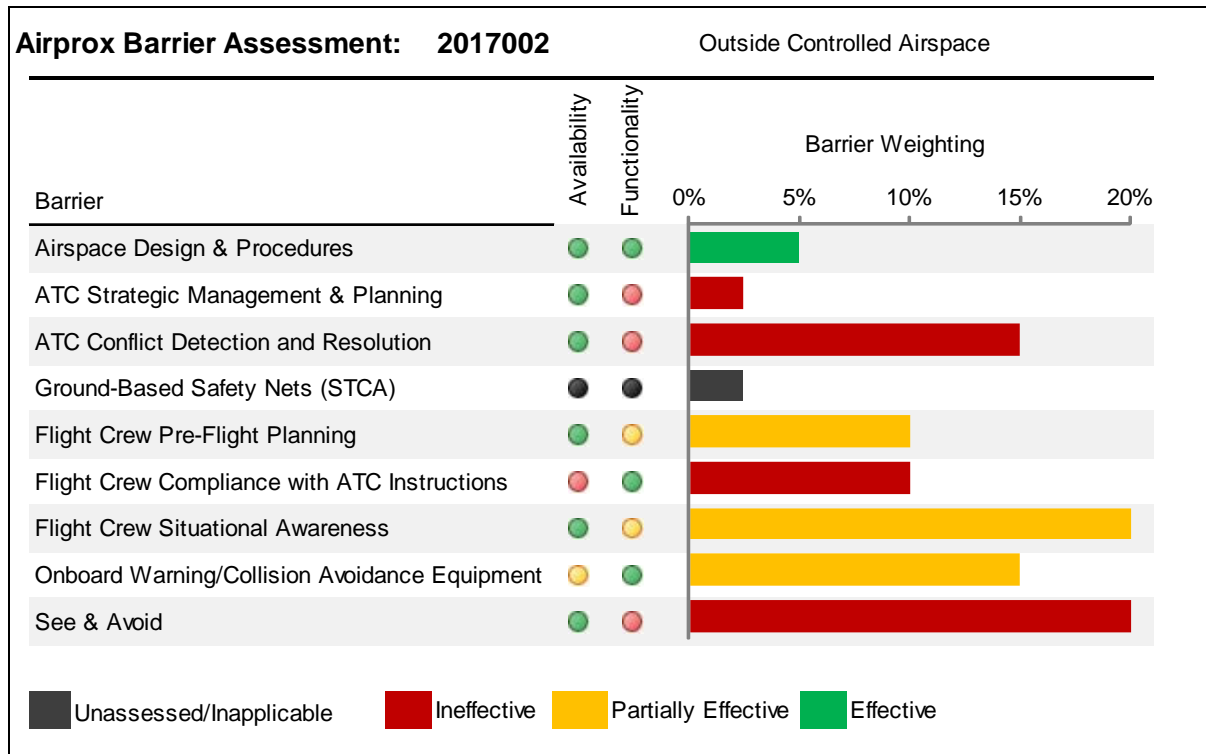 Airprox Barrier Assessment: 2017002 Outside Controlled Airspace
Availability
Functionality
Barrier Weighting
Barrier
0% 5% 10% 15% 20%
Airspace Design & Procedures
ATC Strategic Management & Planning
ATC Conflict Detection and Resolution
Ground-Based Safety Nets (STCA)
Flight Crew Pre-Flight Planning
Flight Crew Compliance with ATC Instructions
Flight Crew Situational Awareness
Onboard Warning/Collision Avoidance Equipment
See & Avoid
Unassessed/Inapplicable Ineffective Partially Effective Effective